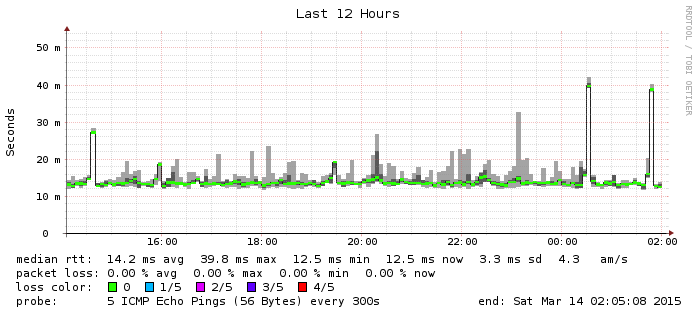 Last 12 Hours
RRDTOOL / TOBI OETIKER
Seconds
50 m
40 m
30 m
20 m
10 m
0
16:00 18:00 20:00 22:00 00:00 02:00
median rtt: 14.2 ms avg 39.8 ms max 12.5 ms min 12.5 ms now 3.3 ms sd 4.3 am/s
packet loss: 0.00 % avg 0.00 % max 0.00 % min 0.00 % now
loss color: 0 1/5 2/5 3/5 4/5
probe: 5 ICMP Echo Pings (56 Bytes) every 300s end: Sat Mar 14 02:05:08 2015